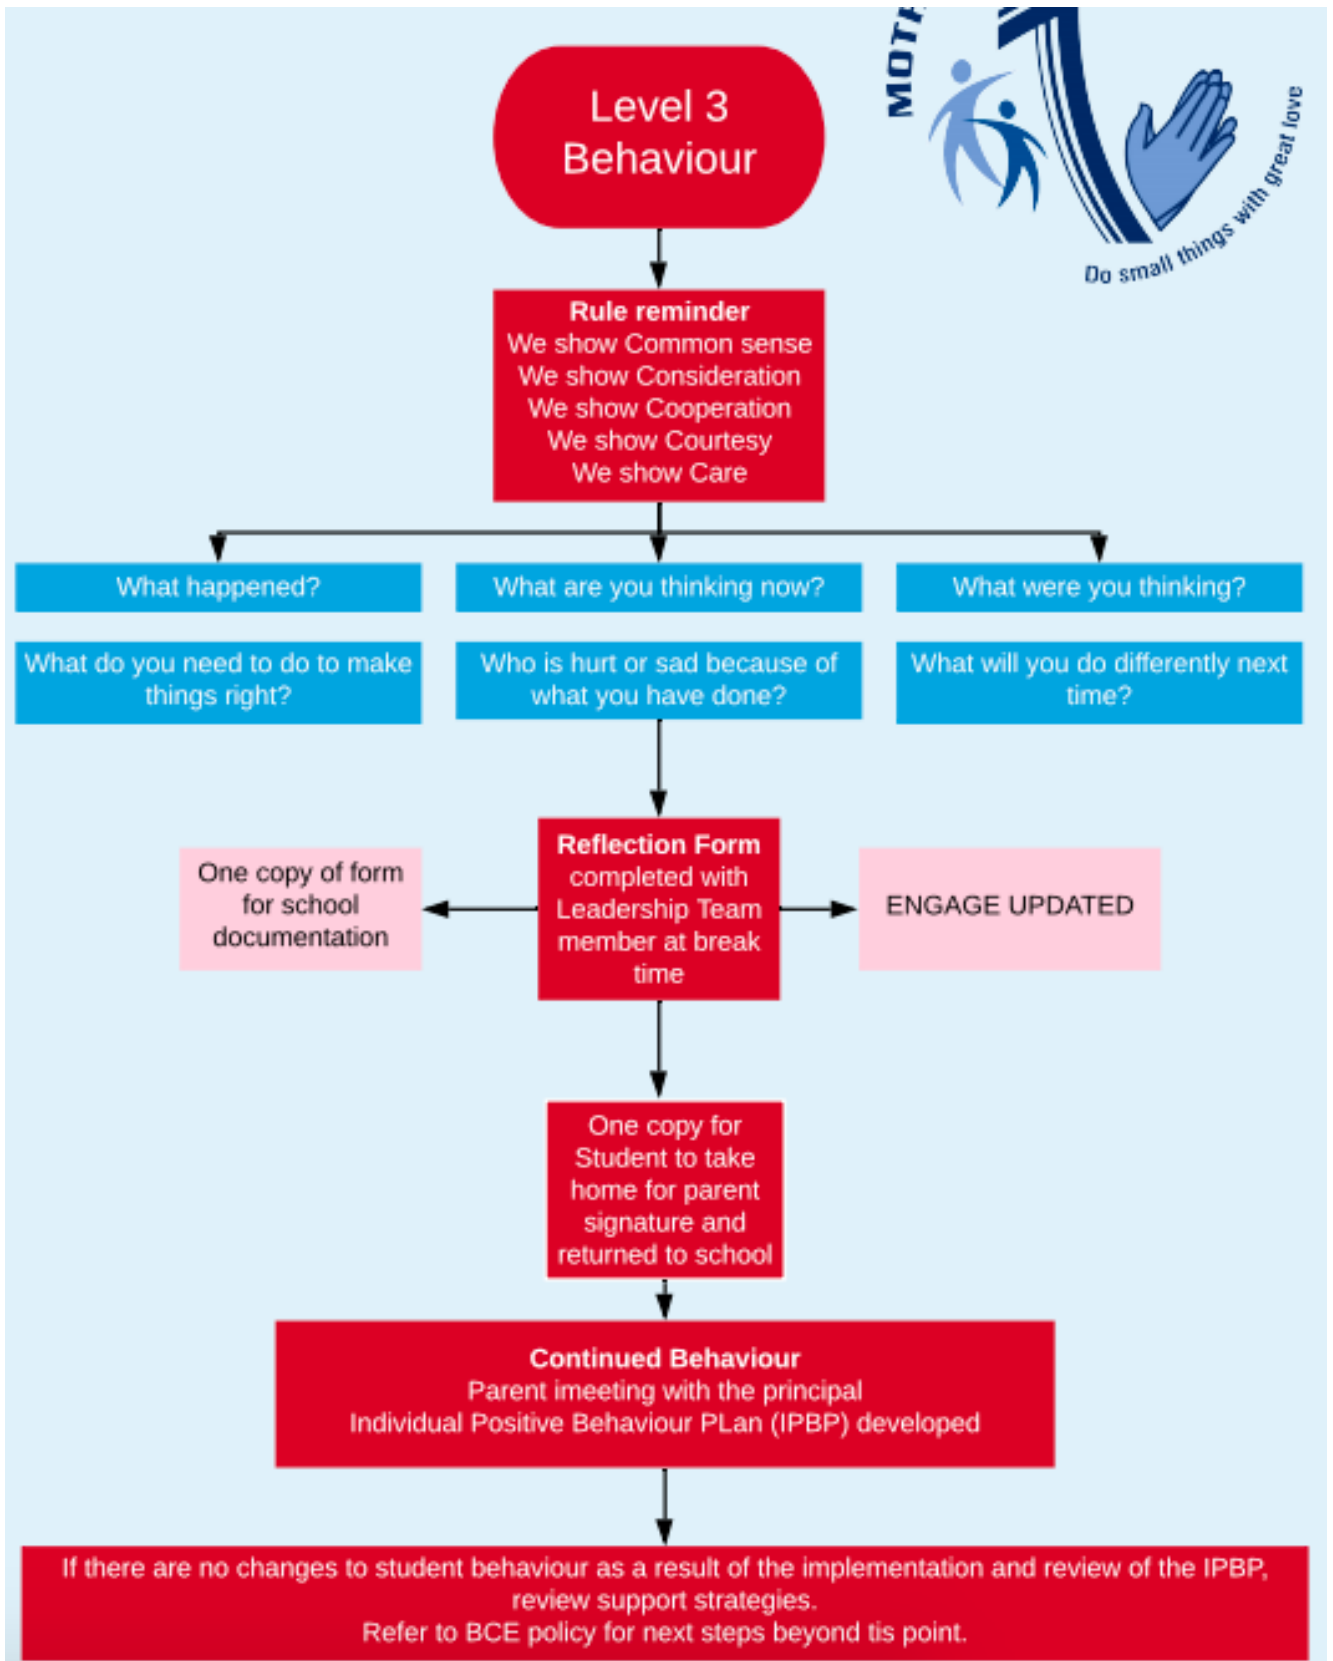 MOTH
Do small things with great love
Level 3
Behaviour
Rule reminder
We show Common sense
We show Consideration
We show Cooperation
We show Courtesy
We show Care
What happened?
What are you thinking now?
What were you thinking?
What do you need to do to make
things right?
Who is hurt or sad because of
what you have done?
What will you do differently next
time?
One copy of form
for school
documentation
Reflection Form
completed with
Leadership Team
member at break
time
ENGAGE UPDATED
One copy for
Student to take
home for parent
signature and
returned to school
Continued Behaviour
Parent imeeting with the principal
Individual Positive Behaviour PLan (IPBP) developed
If there are no changes to student behaviour as a result of the implementation and review of the IPBP,
review support strategies.
Refer to BCE policy for next steps beyond tis point.